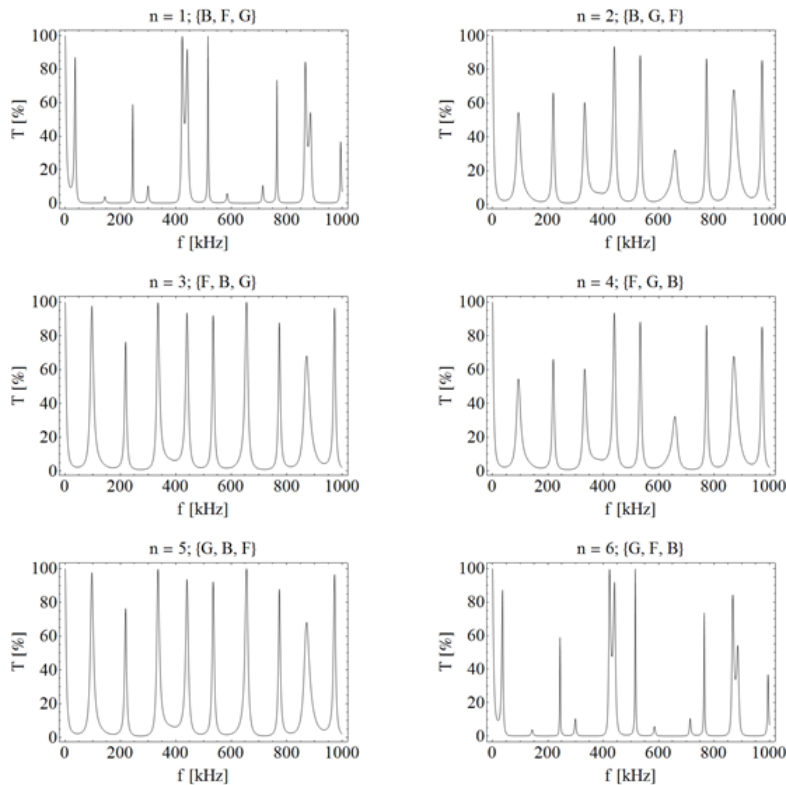 n = 1; {B, F, G}
n = 2; {B, G, F}
100
80
60
40
20
0
T [%]
0 200 400 600 800 1000
f [kHz]
100
80
60
40
20
0
T [%]
0 200 400 600 800 1000
f [kHz]
n = 3; {F, B, G}
n = 4; {F, G, B}
100
80
60
40
20
0
T [%]
0 200 400 600 800 1000
f [kHz]
100
80
60
40
20
0
T [%]
0 200 400 600 800 1000
f [kHz]
n = 5; {G, B, F}
n = 6; {G, F, B}
100
80
60
40
20
0
T [%]
0 200 400 600 800 1000
f [kHz]
100
80
60
40
20
0
T [%]
0 200 400 600 800 1000
f [kHz]